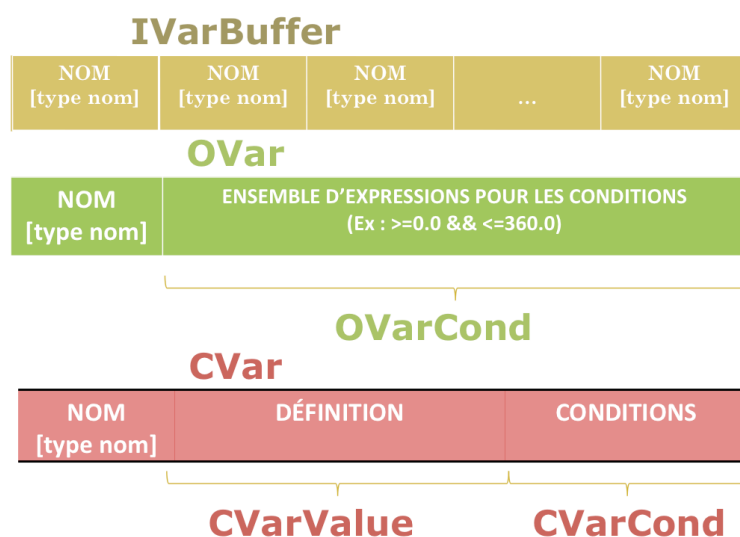 IVarBuffer
NOM NOM NOM NOM
[type nom] [type nom] [type nom] ... [type nom]
OVar
NOM ENSEMBLE D'EXPRESSIONS POUR LES CONDITIONS
[type nom] (Ex : >=0.0 && <=360.0)
OVarCond
CVar
NOM DÉFINITION CONDITIONS
[type nom]
CVarValue CVarCond